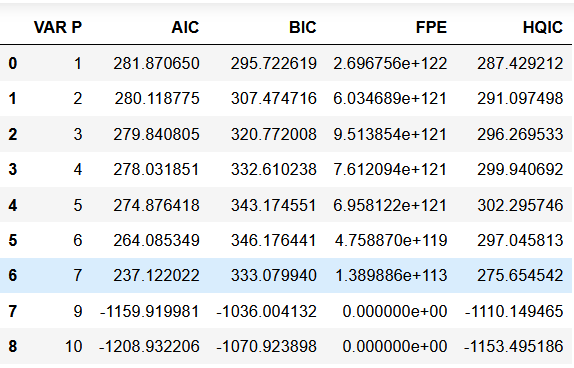 VAR P AIC BIC FPE HQIC
0 1 281.870650 295.722619 2.696756e+122 287.429212
1 2 280.118775 307.474716 6.034689e+121 291.097498
2 3 279.840805 320.772008 9.513854e+121 296.269533
3 4 278.031851 332.610238 7.612094e+121 299.940692
4 5 274.876418 343.174551 6.958122e+121 302.295746
5 6 264.085349 346.176441 4.758870e+119 297.045813
6 7 237.122022 333.079940 1.389886e+113 275.654542
7 9 -1159.919981 -1036.004132 0.000000e+00 -1110.149465
8 10 -1208.932206 -1070.923898 0.000000e+00 -1153.495186